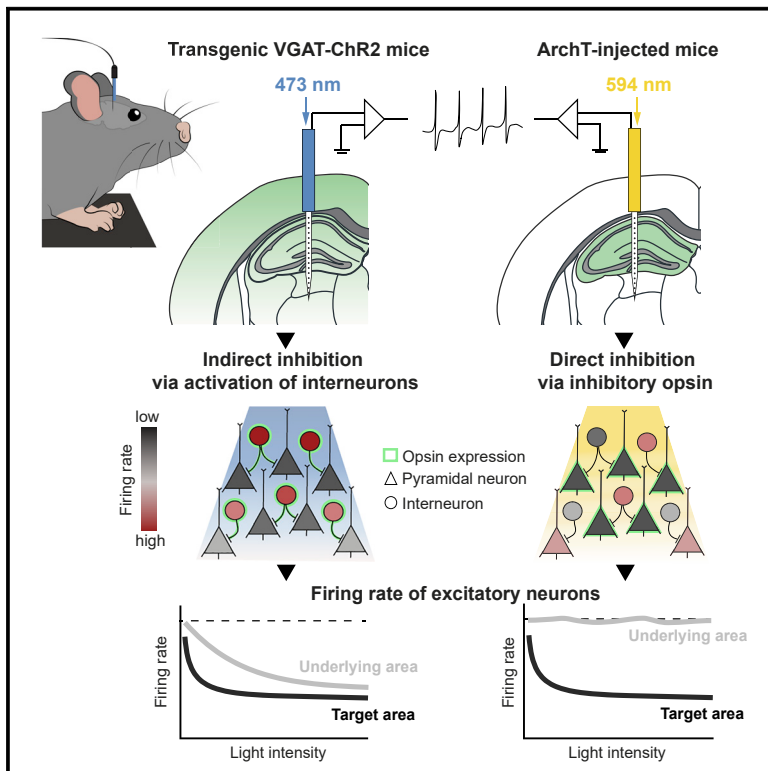 Transgenic VGAT-ChR2 mice
ArchT-injected mice
473 nm
594 nm
Indirect inhibition
via activation of interneurons
Direct inhibition
via inhibitory opsin
low
Firing rate
high
Opsin expression
Pyramidal neuron
Interneuron
Firing rate of excitatory neurons
Firing rate
Underlying area
Target area
Light intensity
Firing rate
Underlying area
Target area
Light intensity